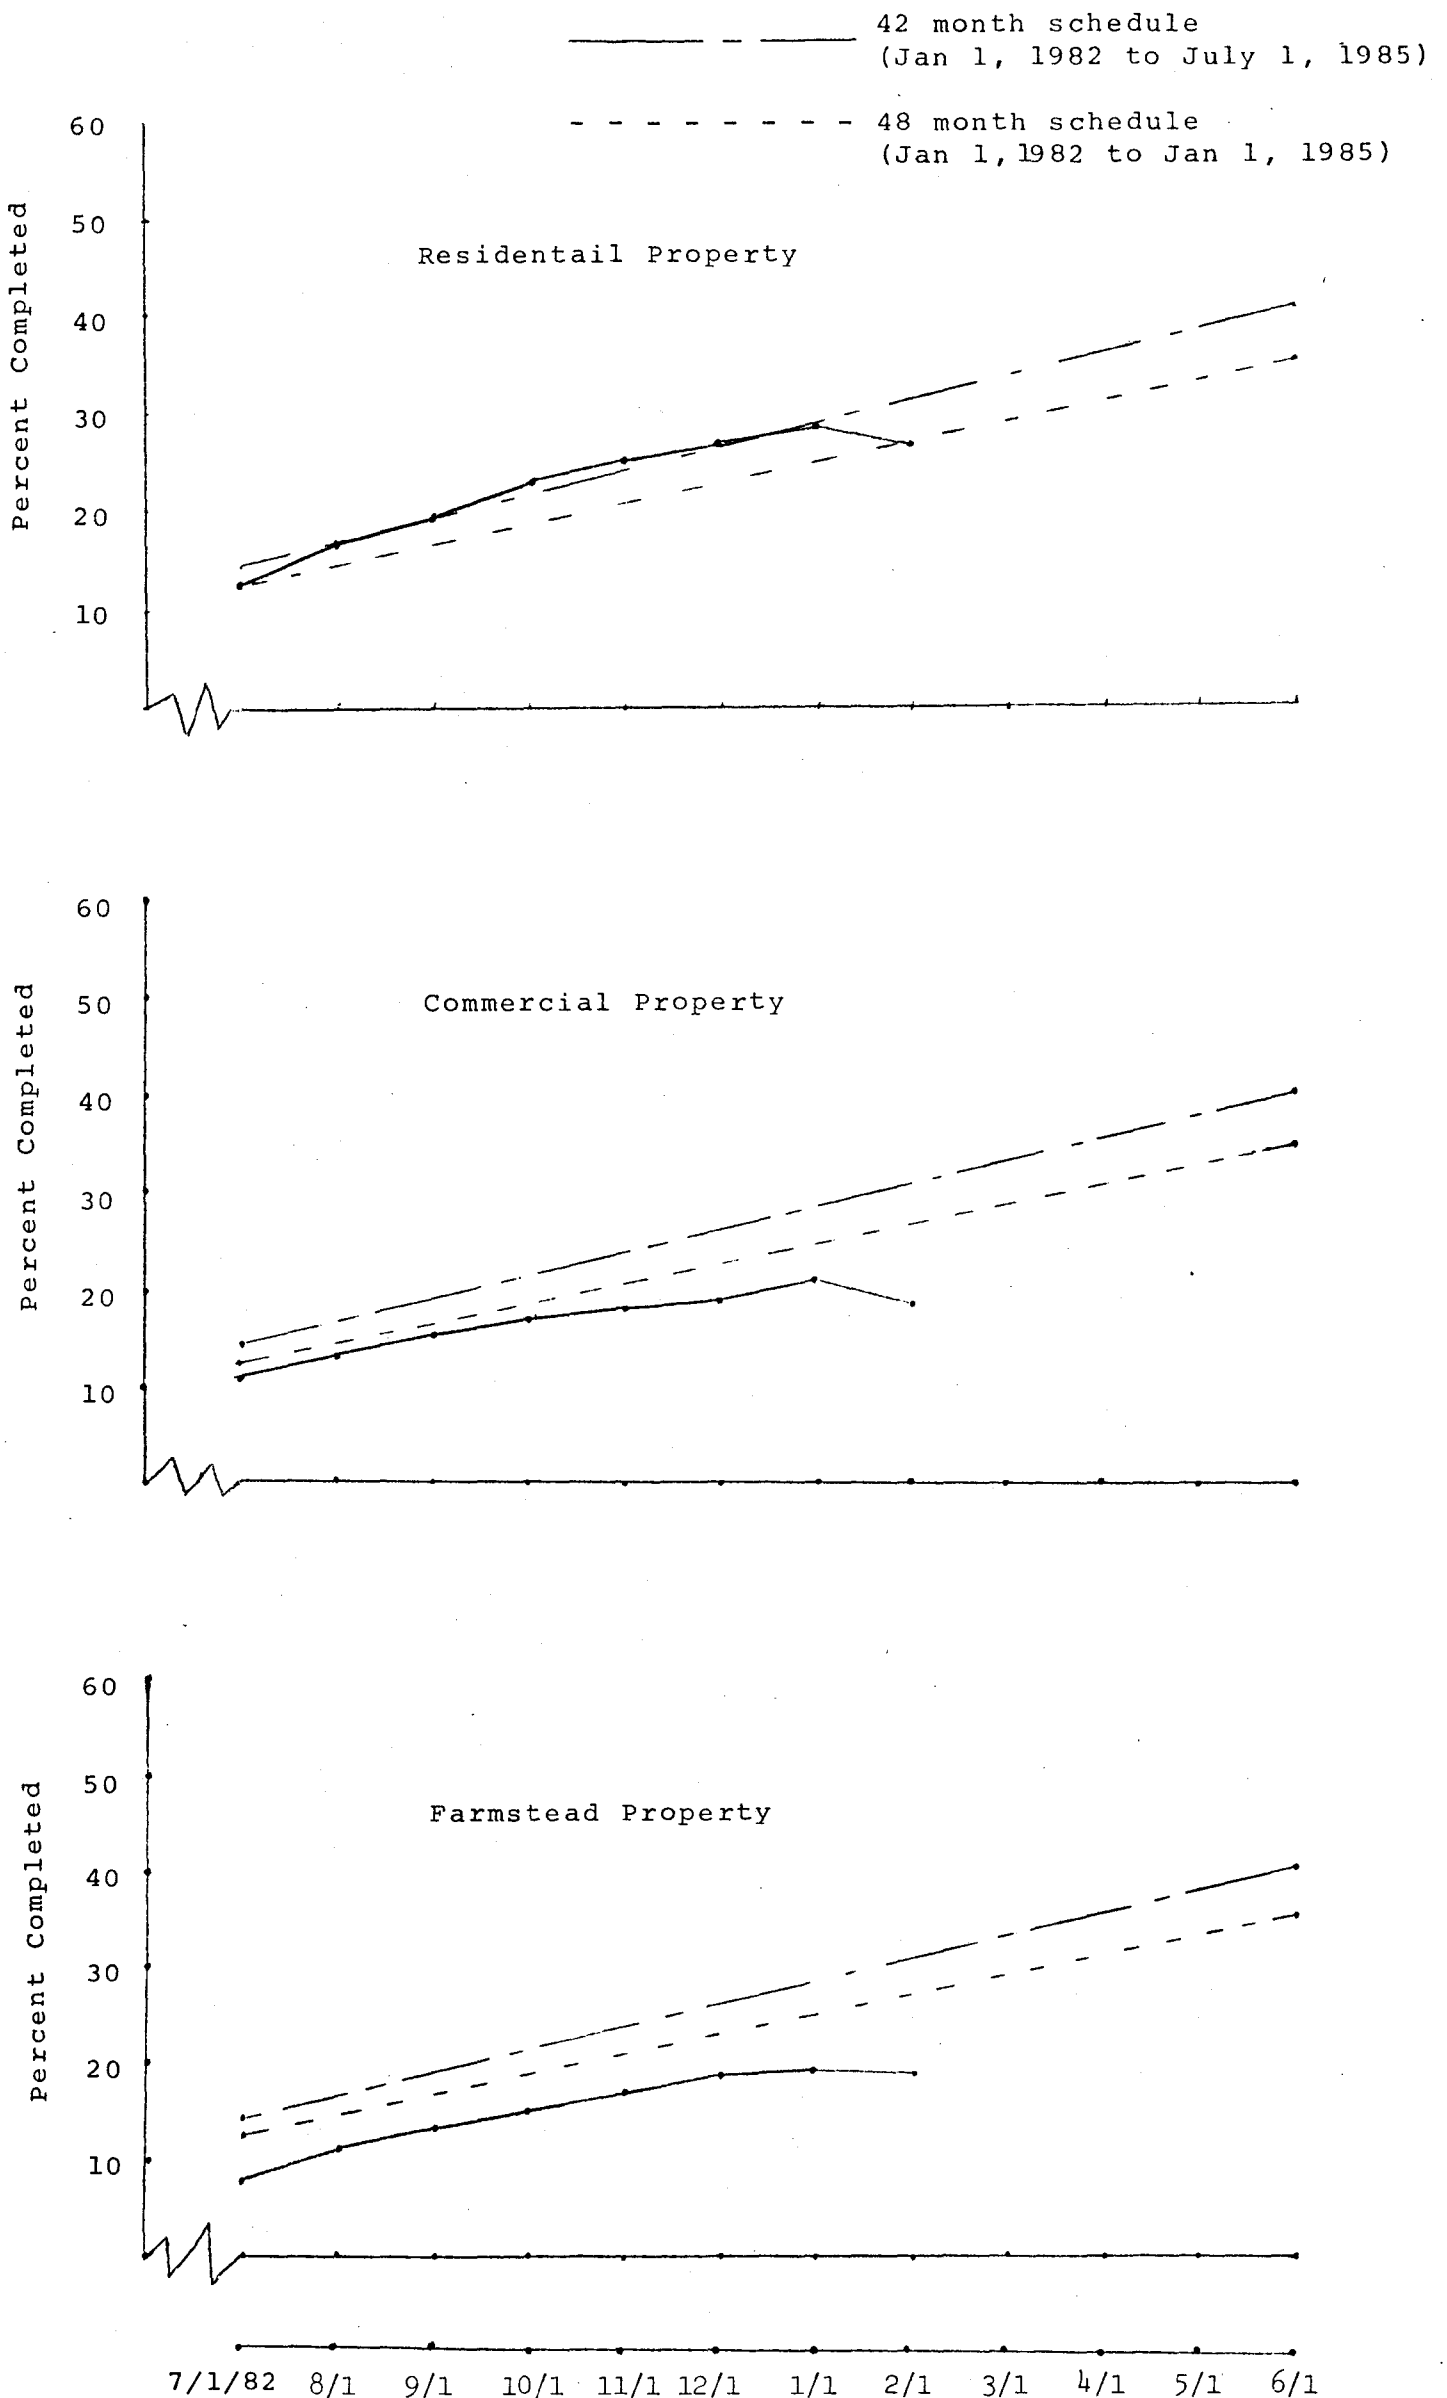 42 month schedule
(Jan 1, 1982 to July 1, 1985)
48 month schedule
(Jan 1, 1982 to Jan 1, 1985)
Percent Completed
60
50
40
30
20
10
Residentail Property
Percent Completed
60
50
40
30
20
10
Commercial Property
Percent Completed
60
50
40
30
20
10
Farmstead Property
7/1/82 8/1 9/1 10/1 11/1 12/1 1/1 2/1 3/1 4/1 5/1 6/1